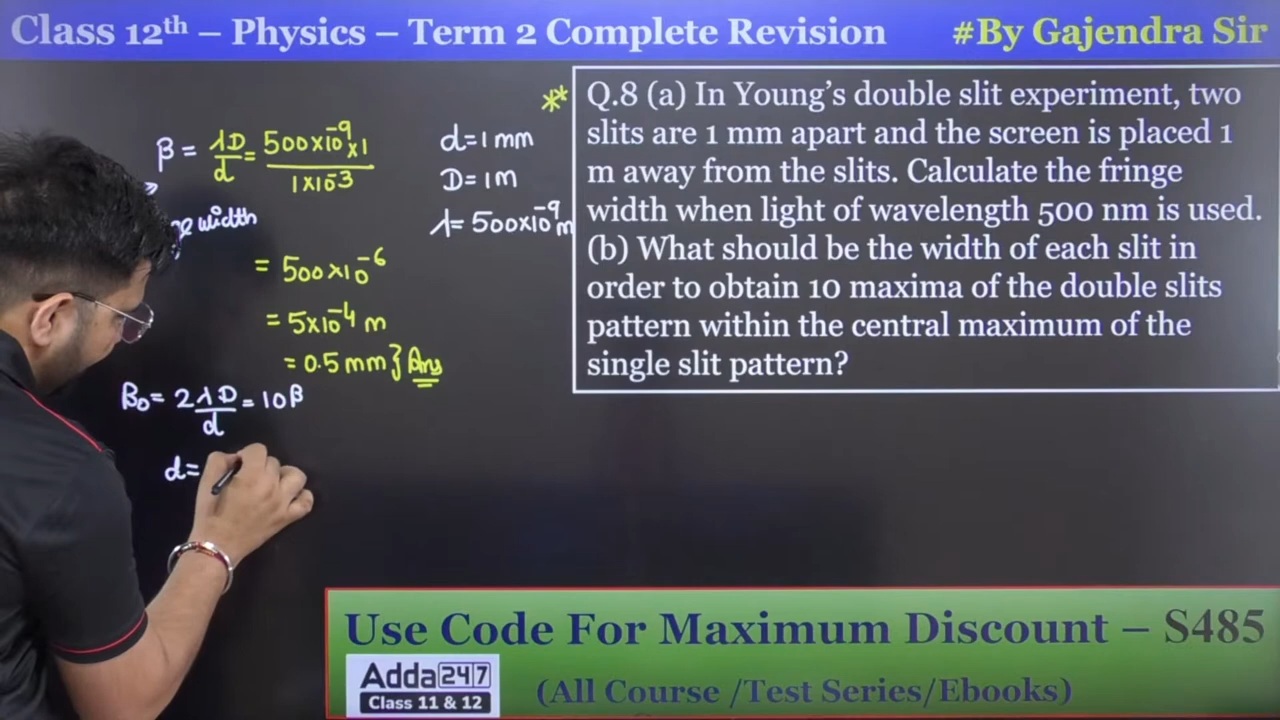 Class 12th – Physics – Term 2 Complete Revision #By Gajendra Sir
** Q.8 (a) In Young's double slit experiment, two
slits are 1 mm apart and the screen is placed 1
m away from the slits. Calculate the fringe
width when light of wavelength 500 nm is used.
(b) What should be the width of each slit in
order to obtain 10 maxima of the double slits
pattern within the central maximum of the
single slit pattern?
β = λD/d = 500×10⁻⁹×1/1×10⁻³
width
= 500×10⁻⁶
= 5×10⁻⁴ m
= 0.5 mm} Ans
d=1mm
D=1m
λ=500×10⁻⁹m
β₀= 2λD/d = 10β
d=
Use Code For Maximum Discount – S485
Adda247
Class 11 & 12
(All Course /Test Series/Ebooks)